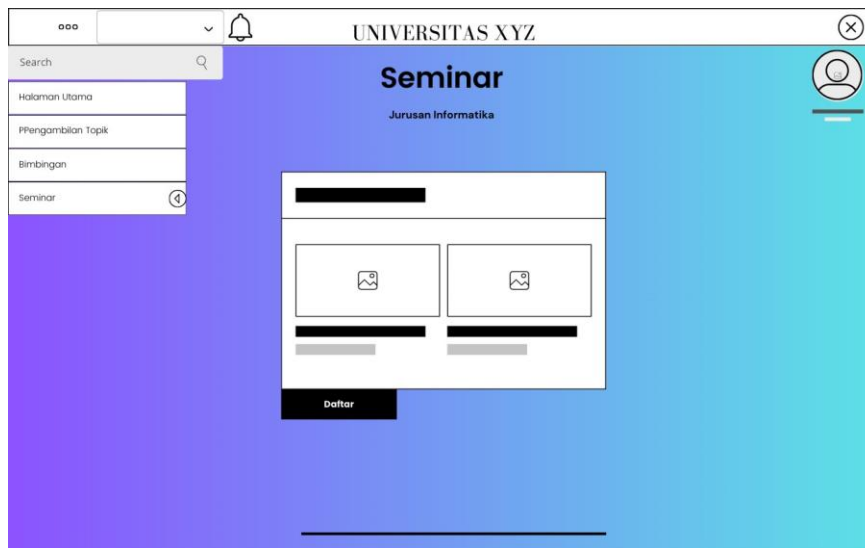 UNIVERSITAS XYZ
Search
Seminar
Jurusan Informatika
Halaman Utama
PPengambilan Topik
Bimbingan
Seminar
Daftar